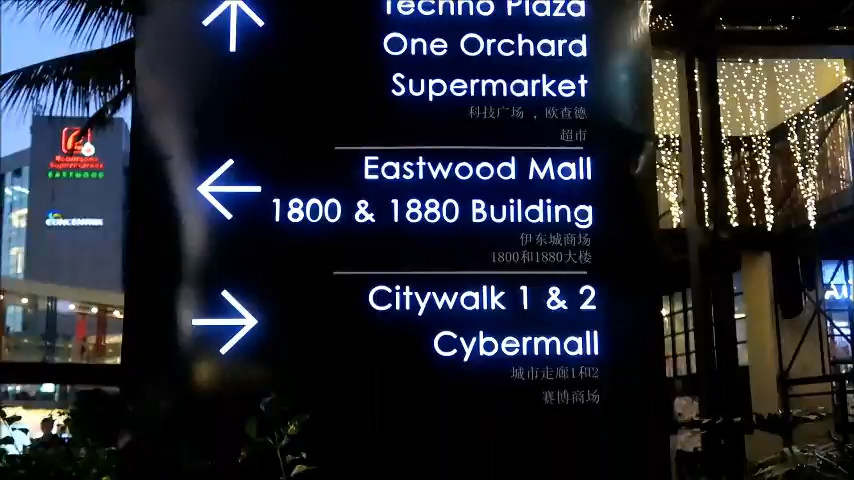 Techno Plaza
One Orchard
Supermarket
科技广场 , 欧查德
超市
Eastwood Mall
1800 & 1880 Building
伊东城商场
1800和1880大楼
Citywalk 1 & 2
Cybermall
城市走廊1和2
赛博商场
Robinsons
Supermarket
EASTWOOD
CONCENTRIX